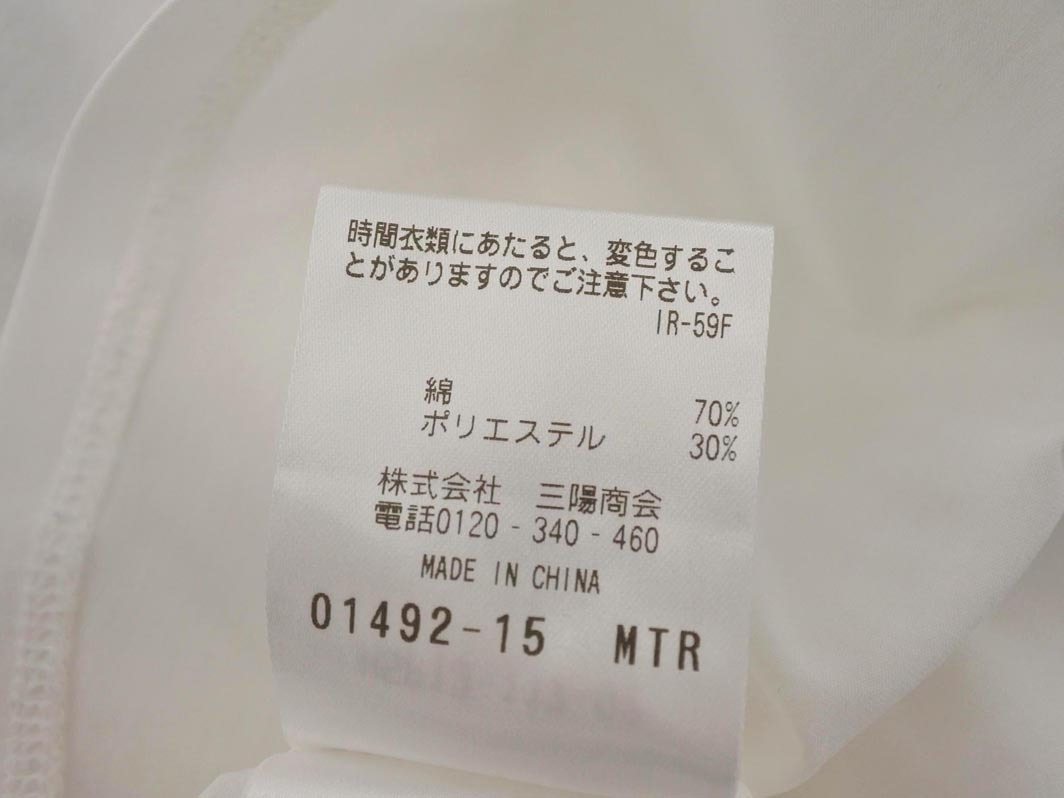 時間衣類にあたると、変色するこ
とがありますのでご注意下さい。
IR-59F
綿 70%
ポリエステル 30%
株式会社 三陽商会
電話0120-340-460
MADE IN CHINA
01492-15 MTR